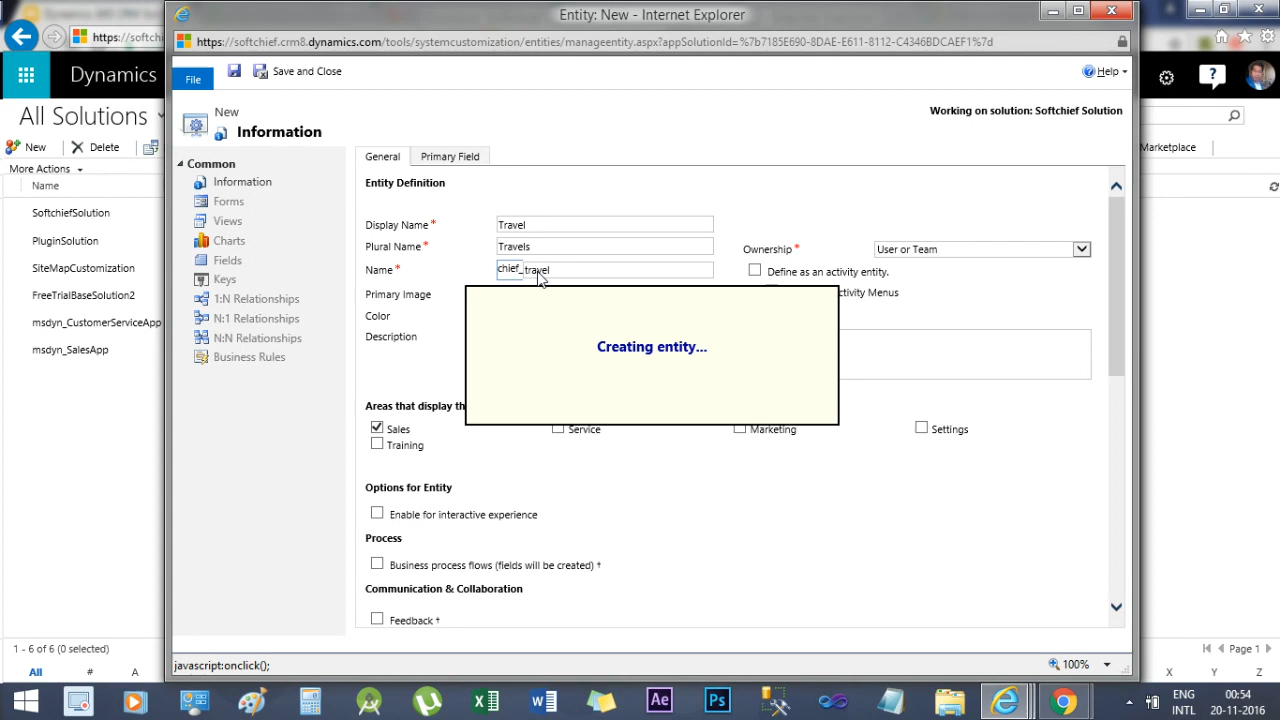 Entity: New - Internet Explorer
https://softchief.crm8.dynamics.com/tools/systemcustomization/entities/manageentity.aspx?appSolutionId=%7b7185E690-8DAE-E611-8112-C4346BDCAEF1%7d
https://softchi
Dynamics
File
Save and Close
Help
All Solutions
New
Working on solution: Softchief Solution
Information
New
Delete
Marketplace
More Actions
Name
Common
Information
Forms
Views
Charts
Fields
Keys
1:N Relationships
N:1 Relationships
N:N Relationships
Business Rules
SoftchiefSolution
PluginSolution
SiteMapCustomization
FreeTrialBaseSolution2
msdyn_CustomerServiceApp
msdyn_SalesApp
General
Primary Field
Entity Definition
Display Name *
Travel
Plural Name *
Travels
Name *
chief_travel
Primary Image
Color
Description
Ownership *
User or Team
Define as an activity entity.
ctivity Menus
Creating entity...
Areas that display th
Sales
Service
Marketing
Settings
Training
Options for Entity
Enable for interactive experience
Process
Business process flows (fields will be created) †
Communication & Collaboration
Feedback †
1 - 6 of 6 (0 selected)
Page 1
All
#
A
X
Y
Z
javascript:onclick();
100%
Ae
Ps
ENG
INTL
00:54
20-11-2016